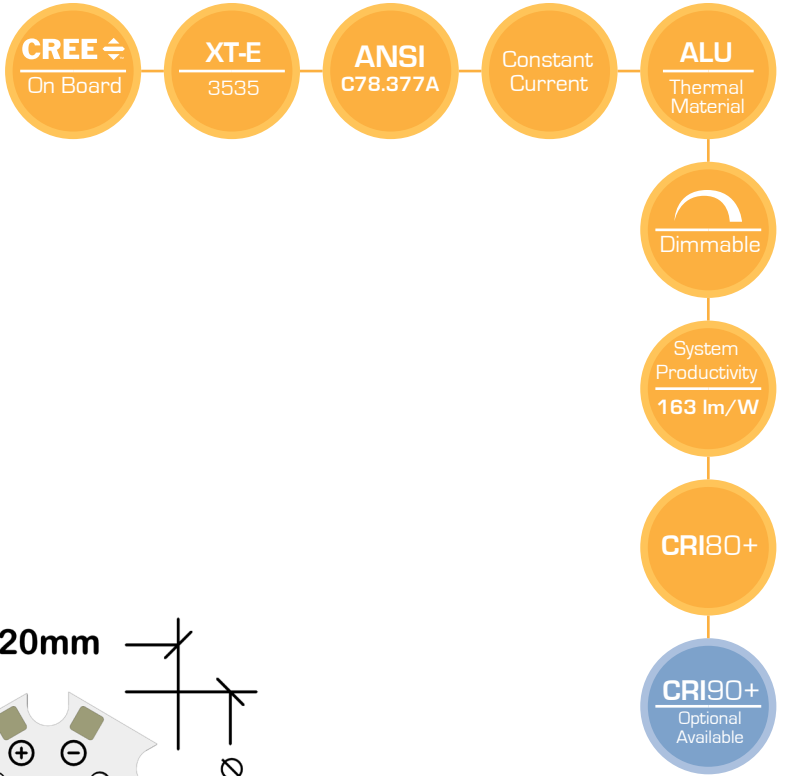 CREE
On Board
XT-E
3535
ANSI
C78.377A
Constant
Current
ALU
Thermal
Material
Dimmable
System
Productivity
163 lm/W
CRI80+
CRI90+
Optional
Available
20mm
+ −
Ø